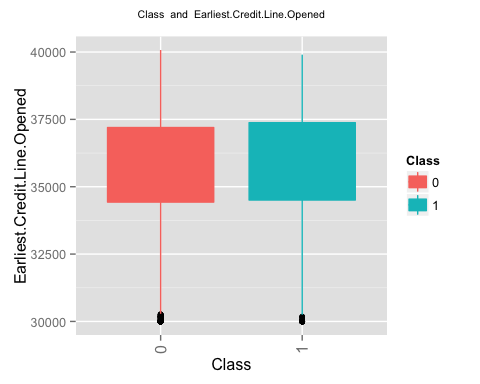 Class and Earliest.Credit.Line.Opened
Earliest.Credit.Line.Opened
40000
37500
35000
32500
30000
0
1
Class
Class
0
1